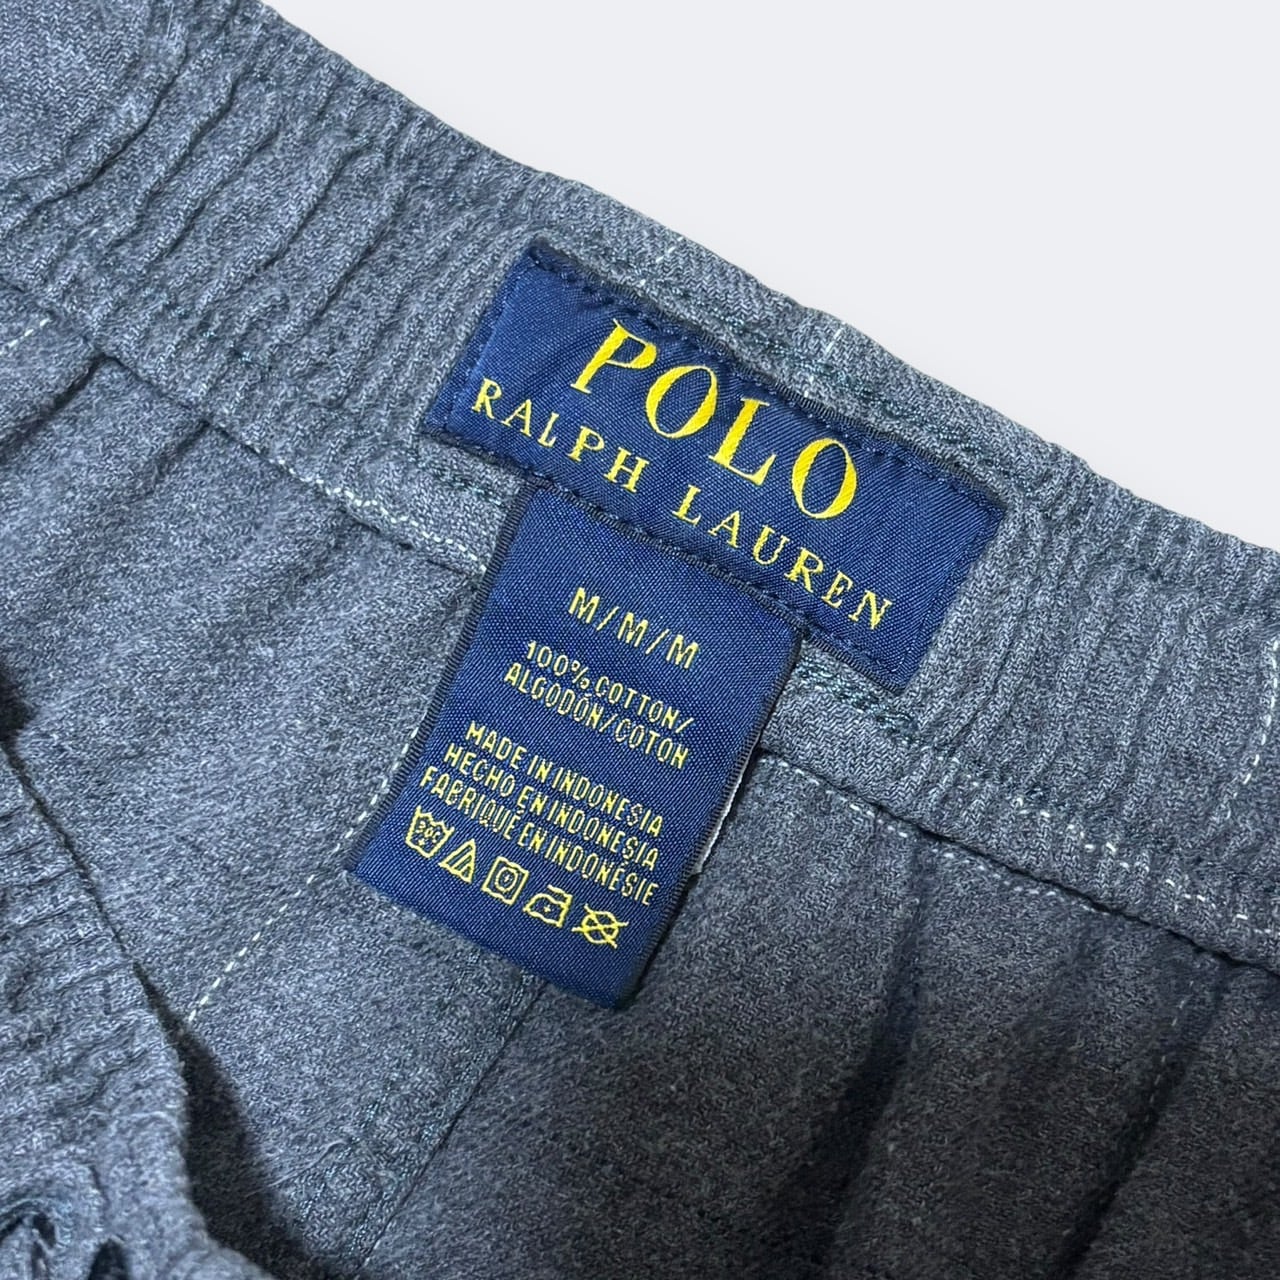 POLO
RALPH LAUREN
M/M/M
100% COTTON/
ALGODÓN/COTON
MADE IN INDONESIA
HECHO EN INDONESIA
FABRIQUÉ EN INDONÉSIE